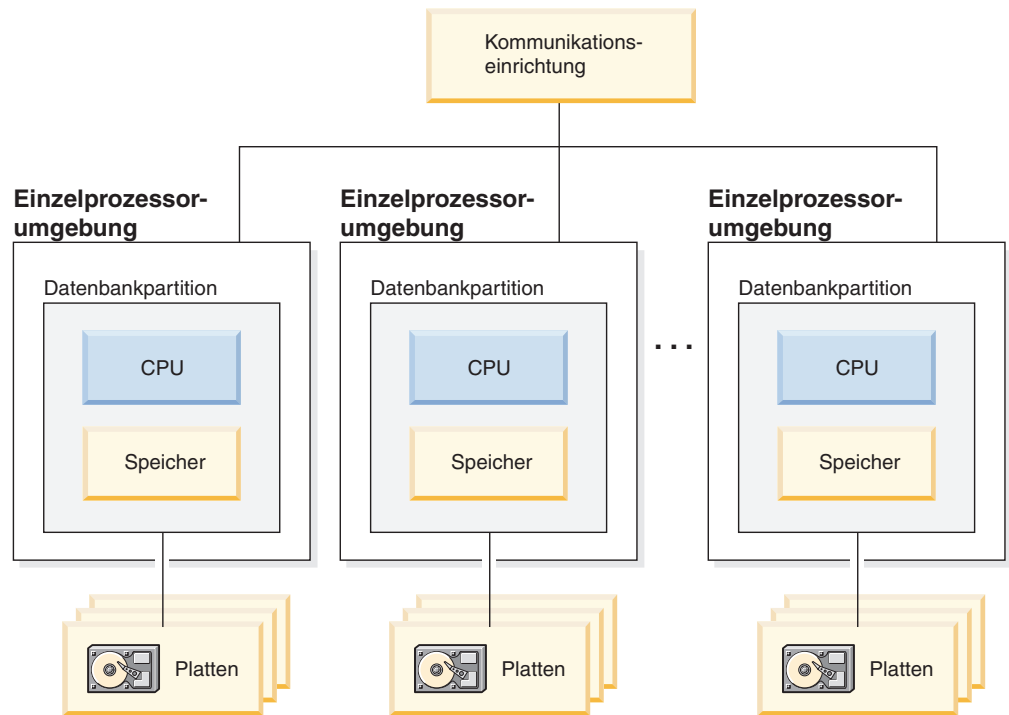 Kommunikations-
einrichtung
Einzelprozessor-
umgebung
Einzelprozessor-
umgebung
Einzelprozessor-
umgebung
Datenbankpartition
Datenbankpartition
Datenbankpartition
CPU
CPU
. . .
CPU
Speicher
Speicher
Speicher
Platten
Platten
Platten